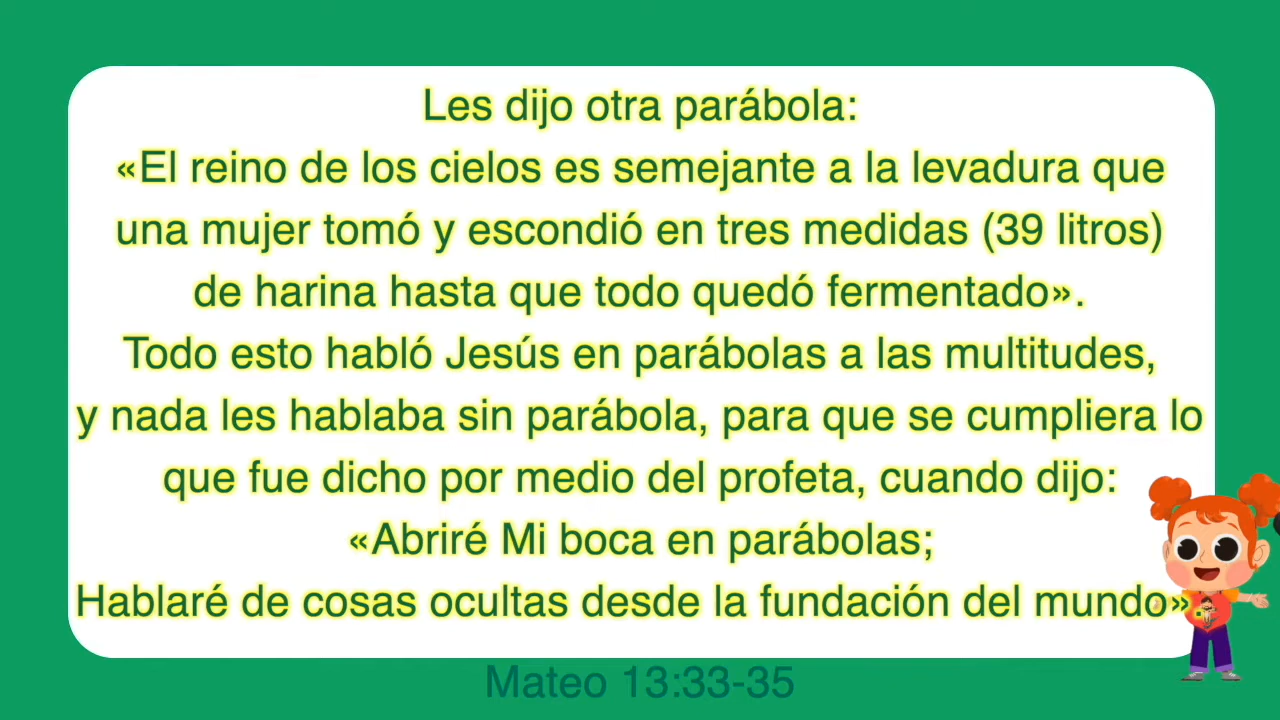 Les dijo otra parábola:
«El reino de los cielos es semejante a la levadura que
una mujer tomó y escondió en tres medidas (39 litros)
de harina hasta que todo quedó fermentado».
Todo esto habló Jesús en parábolas a las multitudes,
y nada les hablaba sin parábola, para que se cumpliera lo
que fue dicho por medio del profeta, cuando dijo:
«Abriré Mi boca en parábolas;
Hablaré de cosas ocultas desde la fundación del mundo».
Mateo 13:33-35